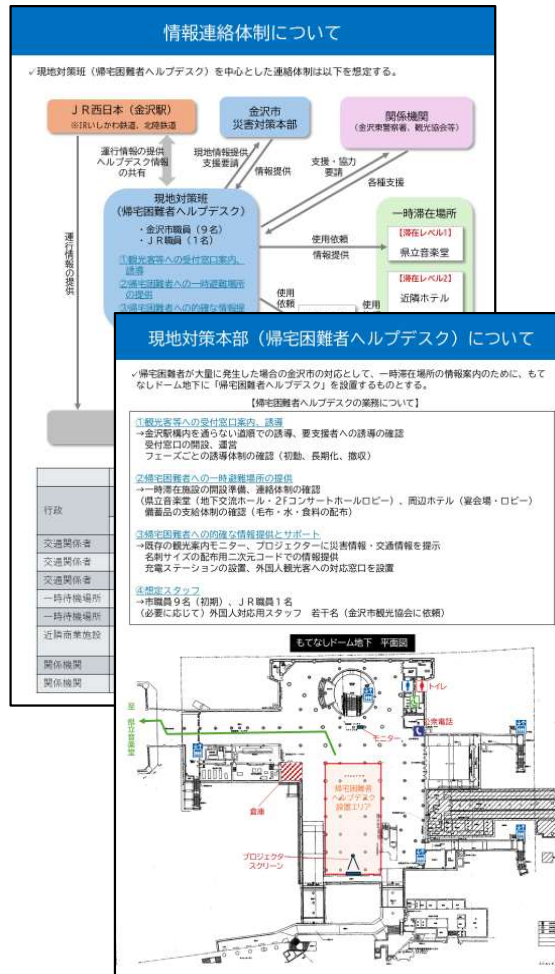 情報連絡体制について
✓現地対策班（帰宅困難者ヘルプデスク）を中心とした連絡体制は以下を想定する。
ＪＲ西日本（金沢駅）
※IRいしかわ鉄道、北陸鉄道
金沢市
災害対策本部
関係機関
（金沢東警察署、観光協会等）
運行情報の提供
ヘルプデスク情報
の共有
現地情報提供
支援要請
情報提供
支援・協力
要請
各種支援
現地対策班
（帰宅困難者ヘルプデスク）
・金沢市職員（９名）
・ＪＲ職員（１名）
①観光客等への受付窓口案内、
誘導
②帰宅困難者への一時避難場所
の提供
③帰宅困難者への的確な情報提
運行情報の提供
使用依頼
情報提供
一時滞在場所
【滞在レベル1】
県立音楽堂
【滞在レベル2】
近隣ホテル
使用
依頼
使用
行政
交通関係者
交通関係者
交通関係者
一時待機場所
一時待機場所
近隣商業施設
関係機関
関係機関
現地対策本部（帰宅困難者ヘルプデスク）について
✓帰宅困難者が大量に発生した場合の金沢市の対応として、一時滞在場所の情報案内のために、もて
なしドーム地下に「帰宅困難者ヘルプデスク」を設置するものとする。
【帰宅困難者ヘルプデスクの業務について】
①観光客等への受付窓口案内、誘導
→金沢駅構内を通らない道順での誘導、要支援者への誘導の確認
受付窓口の開設、運営
フェーズごとの誘導体制の確認（初動、長期化、撤収）
②帰宅困難者への一時避難場所の提供
→一時滞在施設の開設準備、連絡体制の確認
（県立音楽堂（地下交流ホール・２Fコンサートホールロビー）、周辺ホテル（宴会場・ロビー）
備蓄品の支給体制の確認（毛布・水・食料の配布）
③帰宅困難者への的確な情報提供とサポート
→既存の観光案内モニター、プロジェクターに災害情報・交通情報を提示
名刺サイズの配布用二次元コードでの情報提供
充電ステーションの設置、外国人観光客への対応窓口を設置
④想定スタッフ
→市職員９名（初期）、ＪＲ職員１名
（必要に応じて）外国人対応用スタッフ　若干名（金沢市観光協会に依頼）
もてなしドーム地下　平面図
至　県立音楽堂
トイレ
公衆電話
モニター
倉庫
帰宅困難者
ヘルプデスク
設置エリア
プロジェクタ
スクリーン